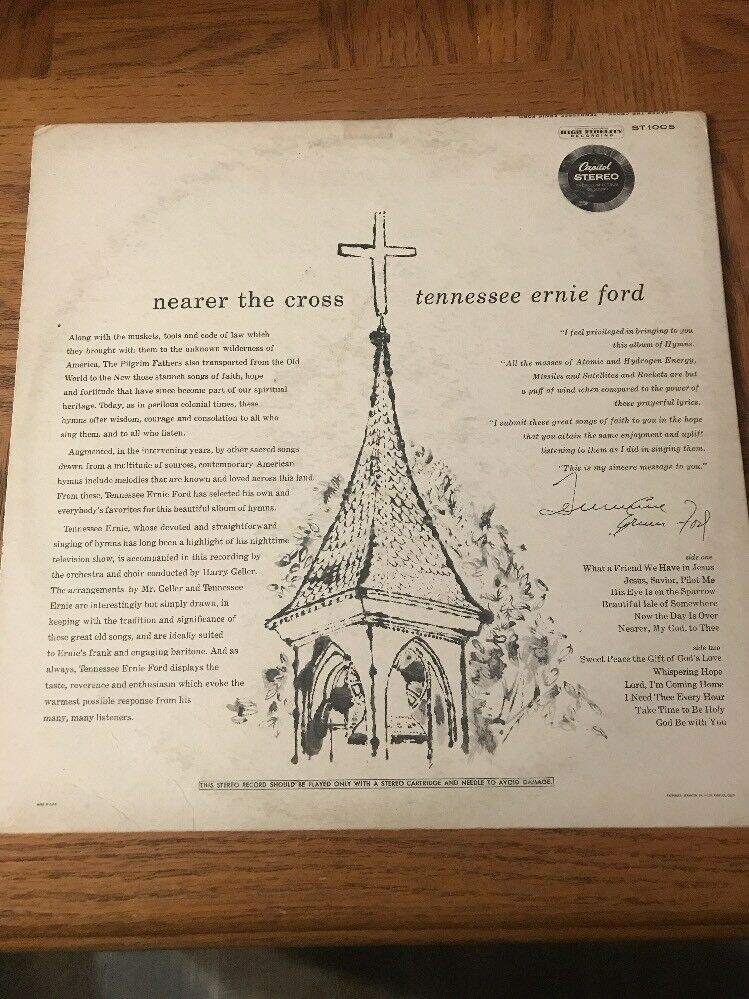 HIGH FIDELITY
RECORDING
ST1005
Capitol
STEREO
nearer the cross
tennessee ernie ford
Along with the muskets, tools and code of law which
they brought with them to the unknown wilderness of
America, The Pilgrim Fathers also transported from the Old
World to the New those staunch songs of faith, hope
and fortitude that have since become part of our spiritual
heritage. Today, as in perilous colonial times, these
hymns offer wisdom, courage and consolation to all who
sing them, and to all who listen.
Augmented, in the intervening years, by other sacred songs
drawn from a multitude of sources, contemporary American
hymns include melodies that are known and loved across this land.
From these, Tennessee Ernie Ford has selected his own and
everybody's favorites for this beautiful album of hymns.
Tennessee Ernie, whose devoted and straightforward
singing of hymns has long been a highlight of his nighttime
television show, is accompanied in this recording by
the orchestra and choir conducted by Harry Geller.
The arrangements by Mr. Geller and Tennessee
Ernie are interestingly but simply drawn, in
keeping with the tradition and significance of
these great old songs, and are ideally suited
to Ernie's frank and engaging baritone. And as
always, Tennessee Ernie Ford displays the
taste, reverence and enthusiasm which evoke the
warmest possible response from his
many, many listeners.
"I feel privileged in bringing to you
this album of Hymns.
"All the masses of Atomic and Hydrogen Energy,
Missiles and Satellites and Rockets are but
a puff of wind when compared to the power of
these prayerful lyrics.
"I submit these great songs of faith to you in the hope
that you attain the same enjoyment and uplift
listening to them as I did in singing them.
"This is my sincere message to you."
Tennessee
Ernie Ford
side one
What a Friend We Have in Jesus
Jesus, Savior, Pilot Me
His Eye Is on the Sparrow
Beautiful Isle of Somewhere
Now the Day Is Over
Nearer, My God, to Thee
side two
Sweet Peace the Gift of God's Love
Whispering Hope
Lord, I'm Coming Home
I Need Thee Every Hour
Take Time to Be Holy
God Be with You
THIS STEREO RECORD SHOULD BE PLAYED ONLY WITH A STEREO CARTRIDGE AND NEEDLE TO AVOID DAMAGE.